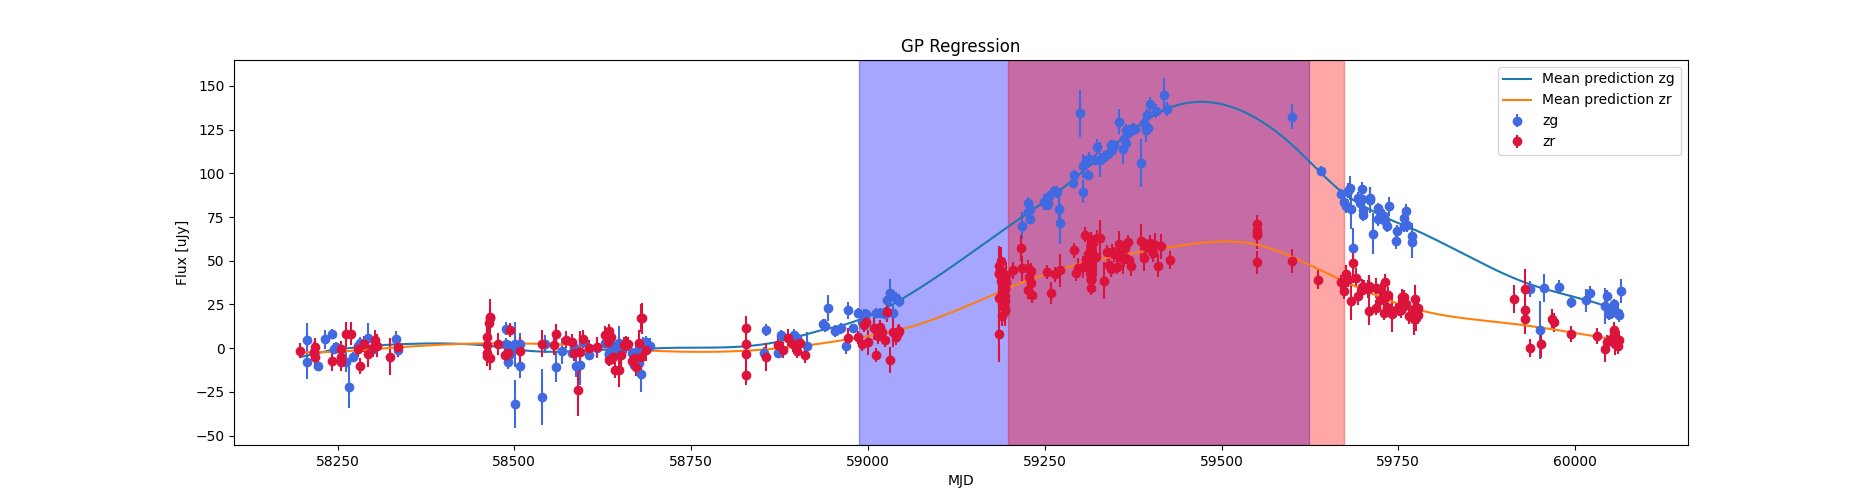 GP Regression
150
125
100
75
50
25
0
−25
−50
Flux [uJy]
Mean prediction zg
Mean prediction zr
zg
zr
58250 58500 58750 59000 59250 59500 59750 60000
MJD